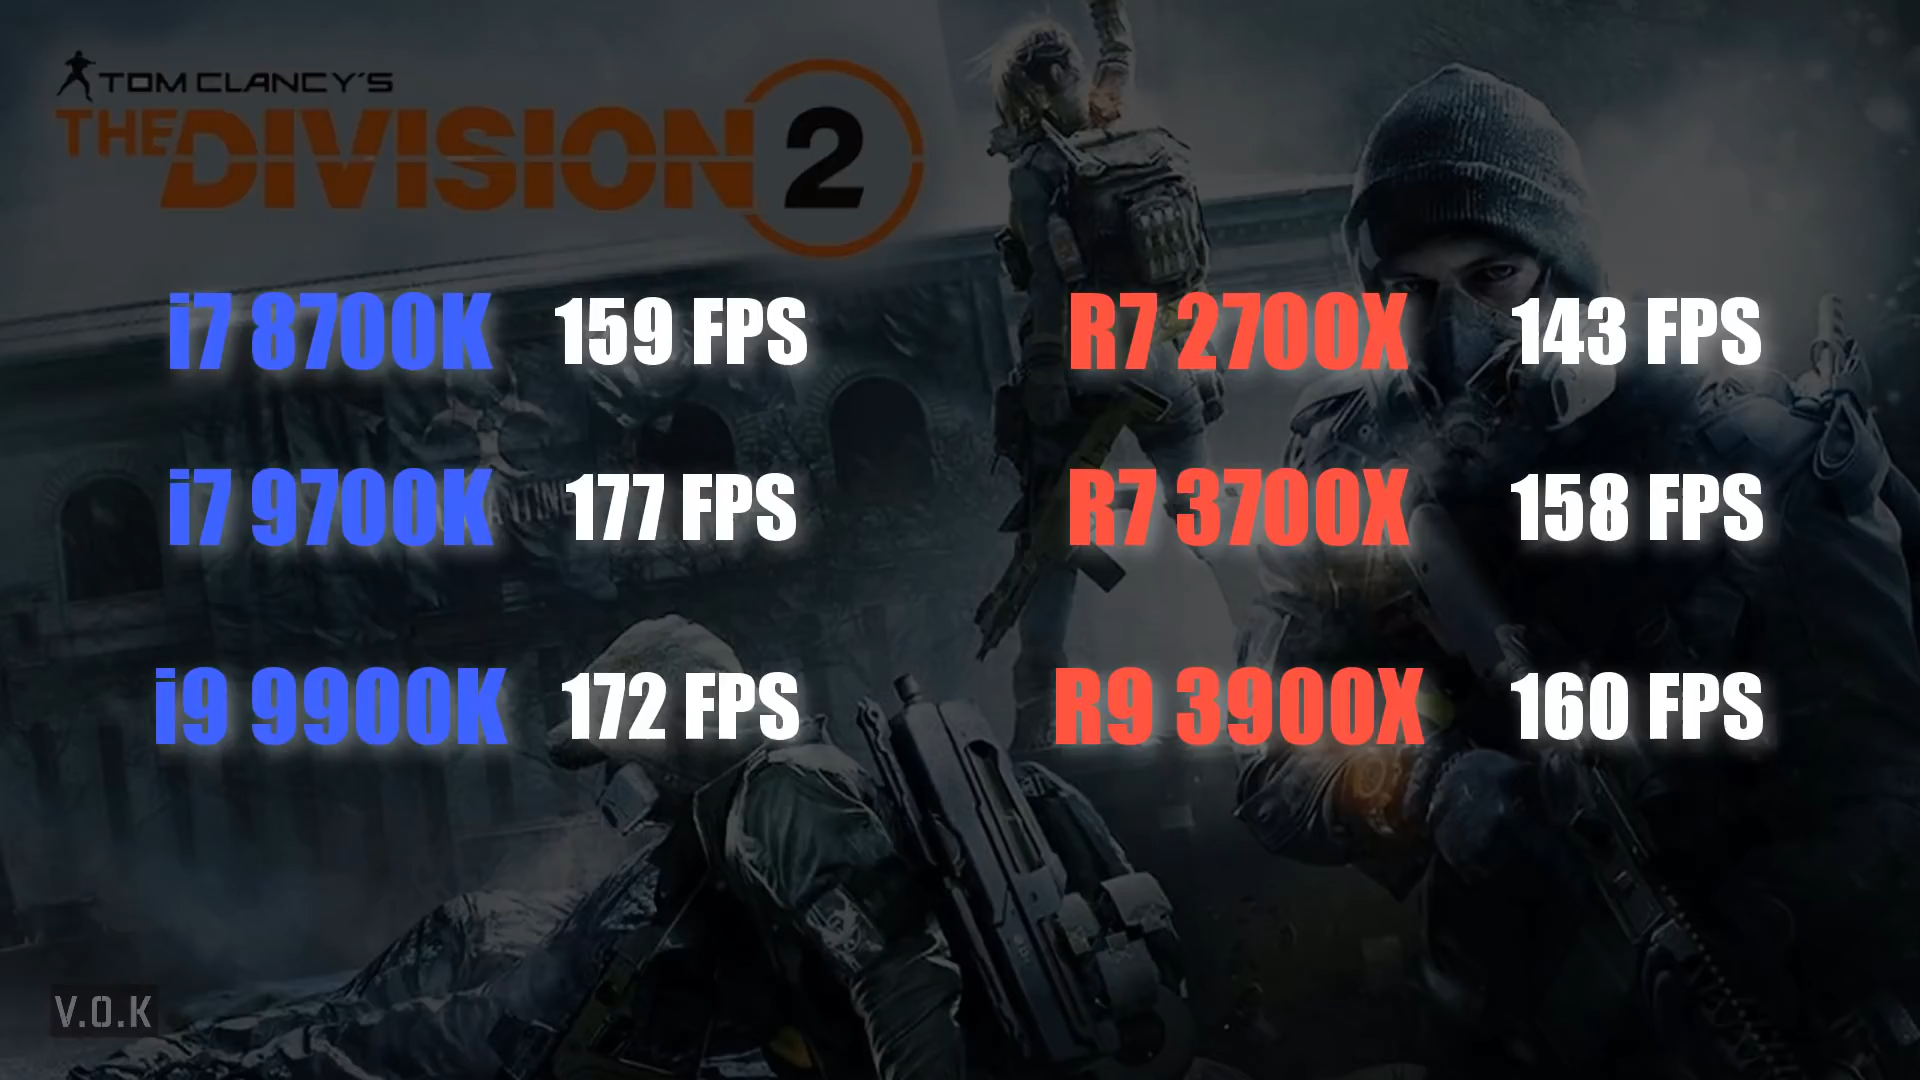 TOM CLANCY'S
THE DIVISION 2
i7 8700K 159 FPS R7 2700X 143 FPS
i7 9700K 177 FPS R7 3700X 158 FPS
i9 9900K 172 FPS R9 3900X 160 FPS
V.O.K